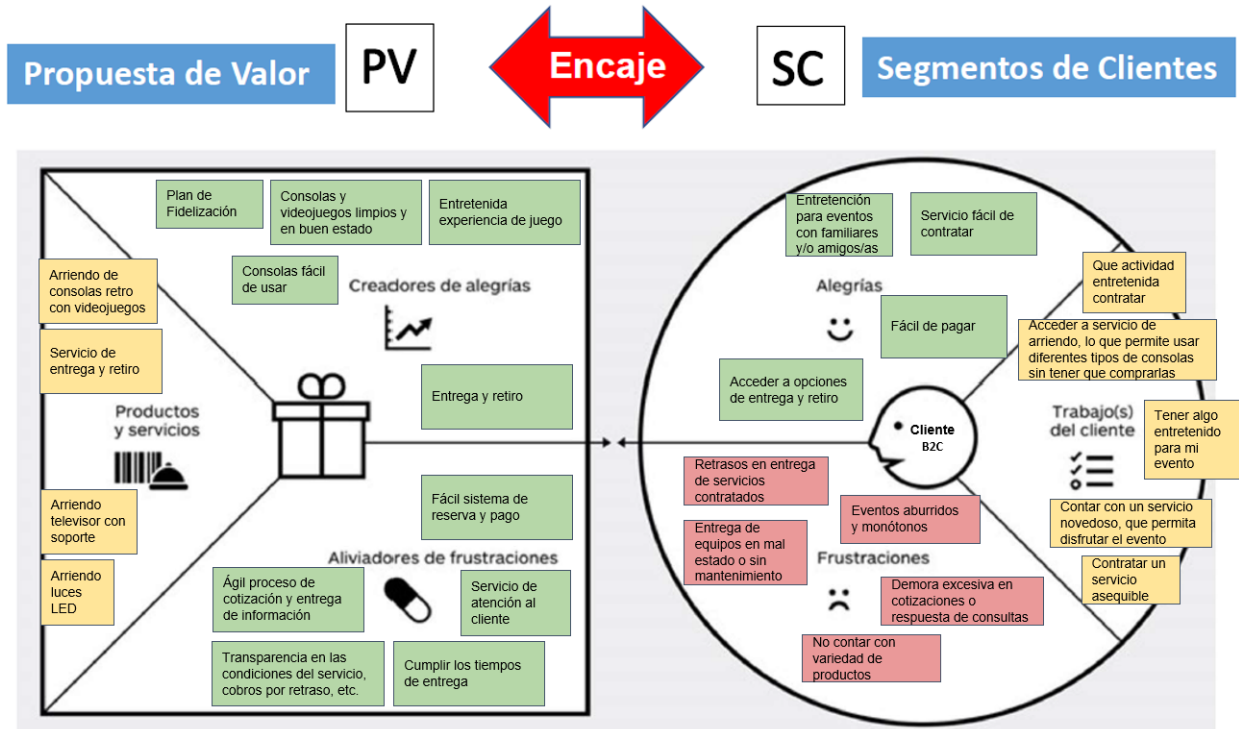 Propuesta de Valor
PV
Encaje
SC
Segmentos de Clientes
Plan de
Fidelización
Consolas y
videojuegos limpios y
en buen estado
Entretenida
experiencia de juego
Consolas fácil
de usar
Creadores de alegrías
Arriendo de
consolas retro
con videojuegos
Servicio de
entrega y retiro
Productos
y servicios
Entrega y retiro
Arriendo
televisor con
soporte
Arriendo
luces
LED
Fácil sistema de
reserva y pago
Aliviadores de frustraciones
Ágil proceso de
cotización y entrega
de información
Servicio de
atención al
cliente
Transparencia en las
condiciones del servicio,
cobros por retraso, etc.
Cumplir los tiempos
de entrega
Entretención
para eventos
con familiares
y/o amigos/as
Servicio fácil de
contratar
Alegrías
Fácil de pagar
Acceder a opciones
de entrega y retiro
Cliente
B2C
Que actividad
entretenida
contratar
Acceder a servicio de
arriendo, lo que permite usar
diferentes tipos de consolas
sin tener que comprarlas
Trabajo(s)
del cliente
Tener algo
entretenido
para mi
evento
Contar con un servicio
novedoso, que permita
disfrutar el evento
Contratar un
servicio
asequible
Retrasos en entrega
de servicios
contratados
Eventos aburridos
y monótonos
Entrega de
equipos en mal
estado o sin
mantenimiento
Frustraciones
Demora excesiva en
cotizaciones o
respuesta de consultas
No contar con
variedad de
productos